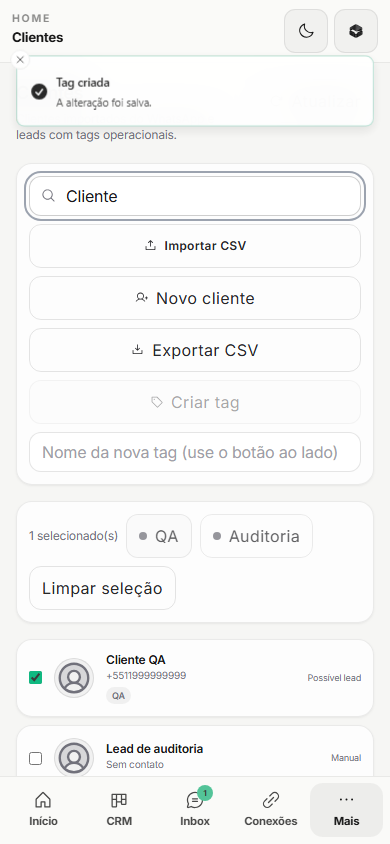 HOME
Clientes
Tag criada
A alteração foi salva.
leads com tags operacionais.
Cliente
Importar CSV
Novo cliente
Exportar CSV
Criar tag
Nome da nova tag (use o botão ao lado)
1 selecionado(s)
QA
Auditoria
Limpar seleção
Cliente QA
+5511999999999
Possível lead
QA
Lead de auditoria
Manual
Sem contato
1
Início
CRM
Inbox
Conexões
Mais